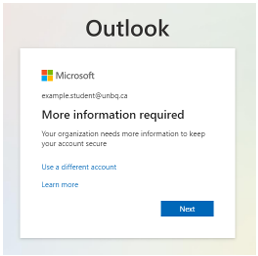 Outlook
Microsoft
example.student@unbq.ca
More information required
Your organization needs more information to keep
your account secure
Use a different account
Learn more
Next